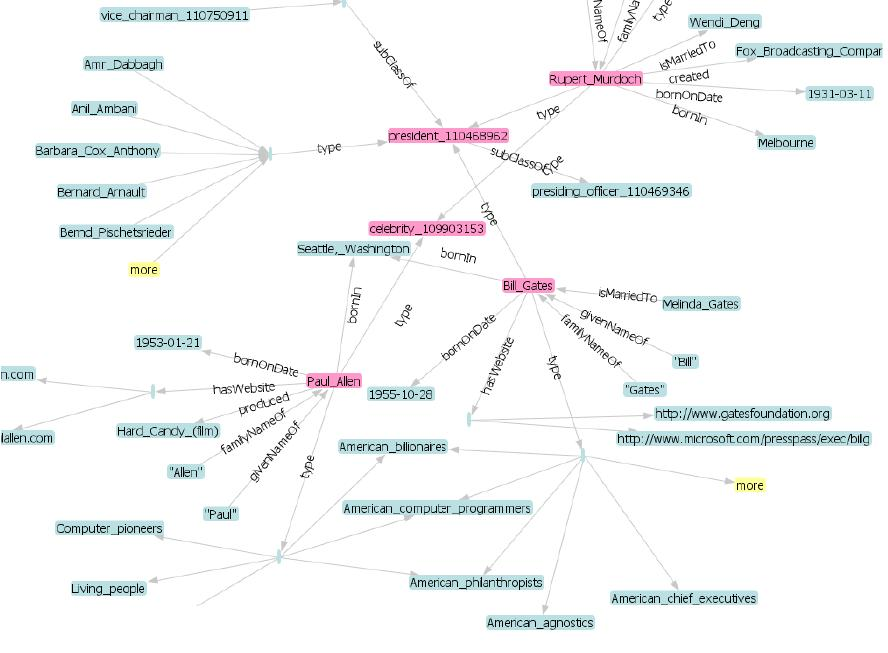 vice_chairman_110750911
NameOf
familyNa
type
Wendi_Deng
subClassOf
Amr_Dabbagh
isMarriedTo
Fox_Broadcasting_Compar
Rupert_Murdoch
created
1931-03-11
bornOnDate
Anil_Ambani
type
bornIn
president_110468962
Melbourne
Barbara_Cox_Anthony
type
subClassOf
type
Bernard_Arnault
presiding_officer_110469346
type
Bernd_Pischetsrieder
celebrity_109903153
Seattle,_Washington
bornIn
more
Bill_Gates
isMarriedTo
Melinda_Gates
bornIn
type
givenNameOf
familyNameOf
bornOnDate
1953-01-21
hasWebsite
type
"Bill"
bornOnDate
n.com
hasWebsite
Paul_Allen
1955-10-28
"Gates"
produced
http://www.gatesfoundation.org
Hard_Candy_(film)
familyNameOf
lallen.com
http://www.microsoft.com/presspass/exec/billg
American_billionaires
givenNameOf
type
"Allen"
more
"Paul"
American_computer_programmers
Computer_pioneers
Living_people
American_philanthropists
American_chief_executives
American_agnostics